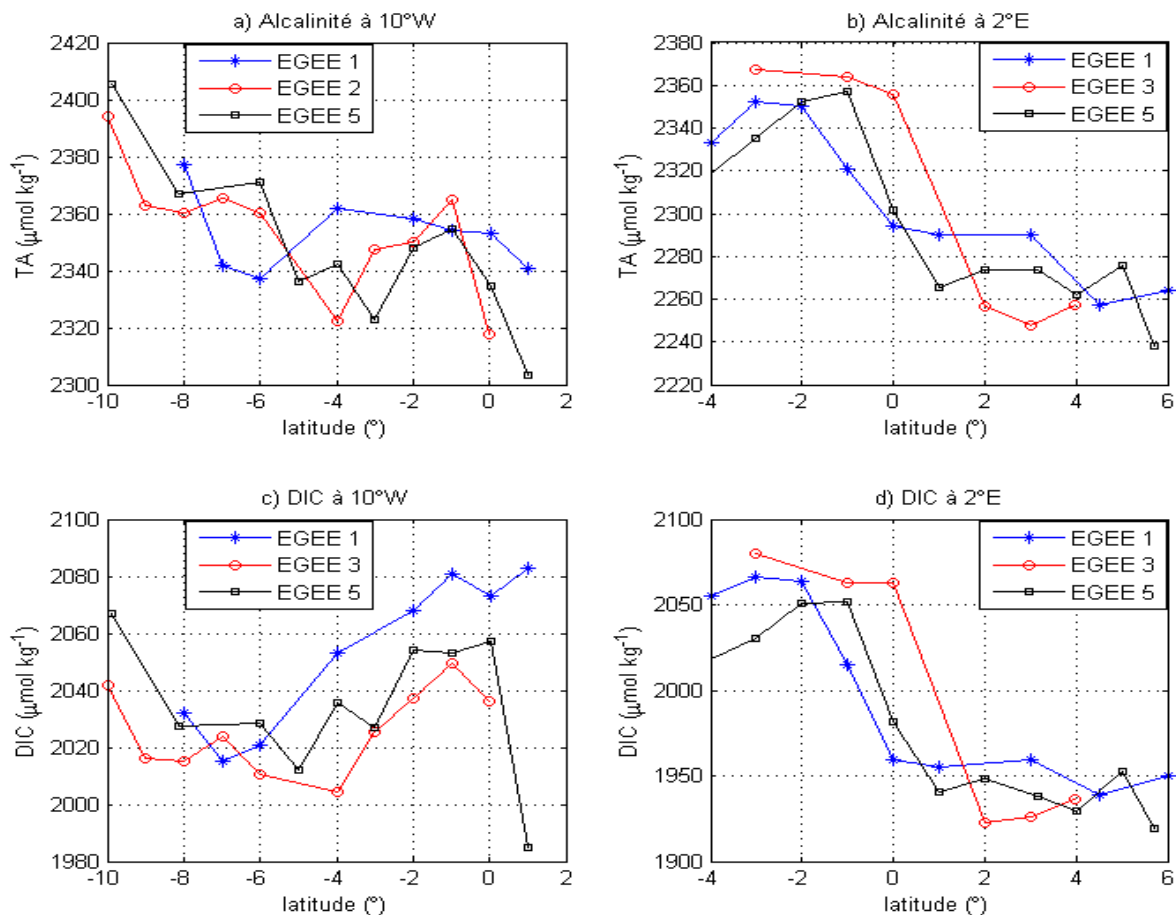 a) Alcalinité à 10°W
TA (µmol kg⁻¹)
2420
2400
2380
2360
2340
2320
2300
-10
-8
-6
-4
-2
0
2
latitude (°)
EGEE 1
EGEE 2
EGEE 5
b) Alcalinité à 2°E
TA (µmol kg⁻¹)
2380
2360
2340
2320
2300
2280
2260
2240
2220
-4
-2
0
2
4
6
latitude (°)
EGEE 1
EGEE 3
EGEE 5
c) DIC à 10°W
DIC (µmol kg⁻¹)
2100
2080
2060
2040
2020
2000
1980
-10
-8
-6
-4
-2
0
2
latitude (°)
EGEE 1
EGEE 3
EGEE 5
d) DIC à 2°E
DIC (µmol kg⁻¹)
2100
2050
2000
1950
1900
-4
-2
0
2
4
6
latitude (°)
EGEE 1
EGEE 3
EGEE 5